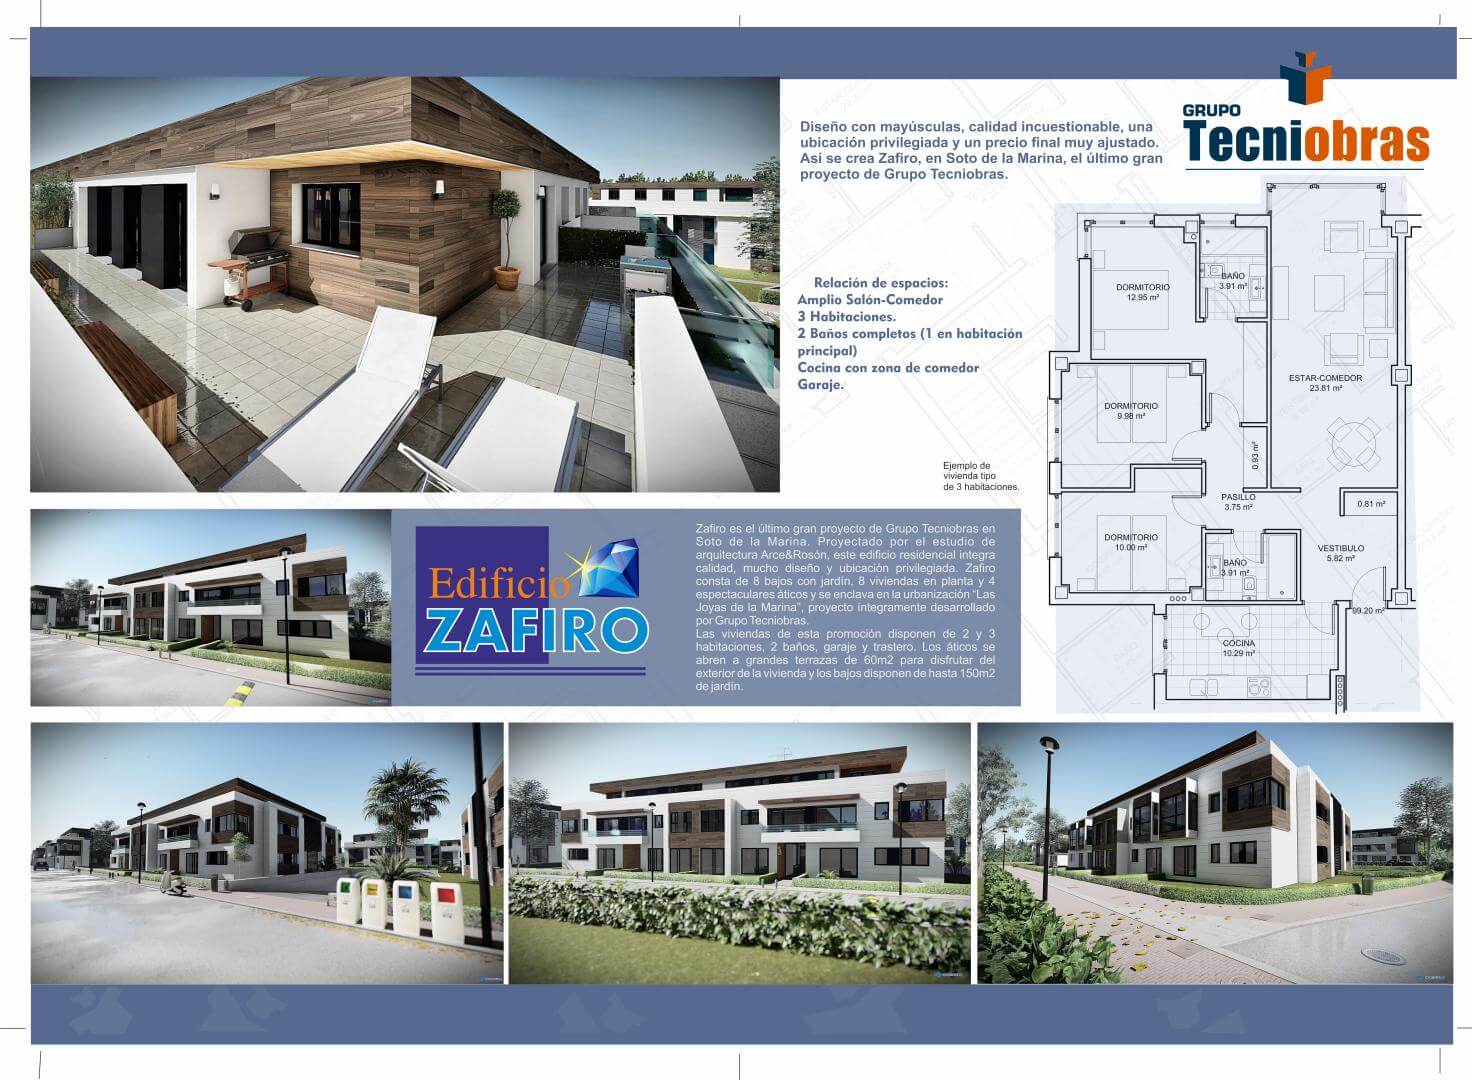 GRUPO
Tecniobras
Diseño con mayúsculas, calidad incuestionable, una
ubicación privilegiada y un precio final muy ajustado.
Así se crea Zafiro, en Soto de la Marina, el último gran
proyecto de Grupo Tecniobras.
Relación de espacios:
Amplio Salón-Comedor
3 Habitaciones.
2 Baños completos (1 en habitación
principal)
Cocina con zona de comedor
Garaje.
Ejemplo de
vivienda tipo
de 3 habitaciones.
DORMITORIO
12.95 m²
BAÑO
3.91 m²
ESTAR-COMEDOR
23.81 m²
DORMITORIO
9.98 m²
0.93 m²
PASILLO
3.75 m²
0.81 m²
DORMITORIO
10.00 m²
BAÑO
3.91 m²
VESTIBULO
5.82 m²
99.20 m²
COCINA
10.29 m²
Edificio
ZAFIRO
Zafiro es el último gran proyecto de Grupo Tecniobras en
Soto de la Marina. Proyectado por el estudio de
arquitectura Arce&Rosón, este edificio residencial integra
calidad, mucho diseño y ubicación privilegiada. Zafiro
consta de 8 bajos con jardín, 8 viviendas en planta y 4
espectaculares áticos y se enclava en la urbanización “Las
Joyas de la Marina”, proyecto íntegramente desarrollado
por Grupo Tecniobras.
Las viviendas de esta promoción disponen de 2 y 3
habitaciones, 2 baños, garaje y trastero. Los áticos se
abren a grandes terrazas de 60m2 para disfrutar del
exterior de la vivienda y los bajos disponen de hasta 150m2
de jardín.